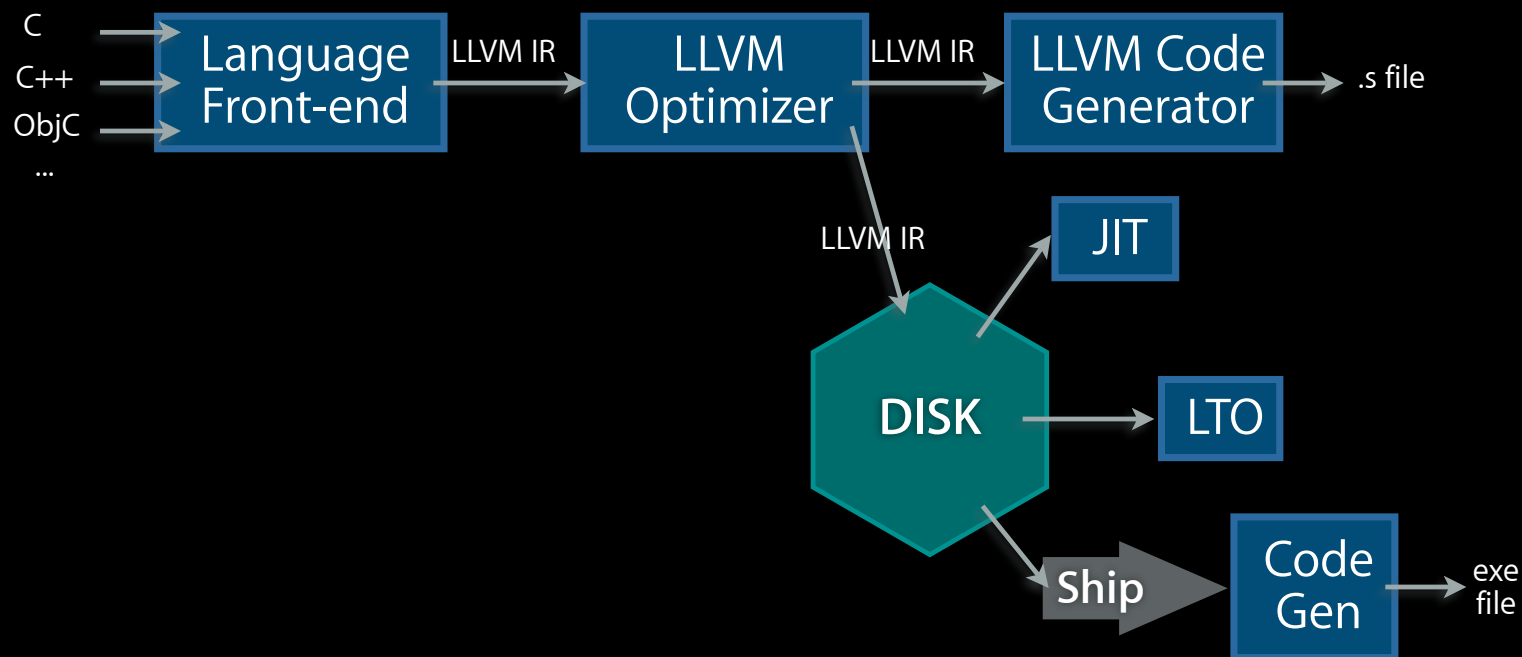 C
C++
ObjC
...
Language
Front-end
LLVM IR
LLVM
Optimizer
LLVM IR
LLVM Code
Generator
.s file
LLVM IR
JIT
DISK
LTO
Ship
Code
Gen
exe
file